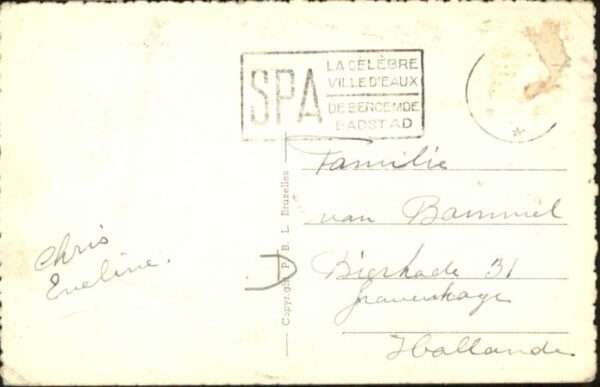 SPA
LA CÉLÈBRE
VILLE D'EAUX
DE BEROEMDE
BADSTAD
Familie
van Bammel
Bierkade 31
Gravenhage
Hollande
Chris
Eveline.
Copyright P. B. L. Bruxelles